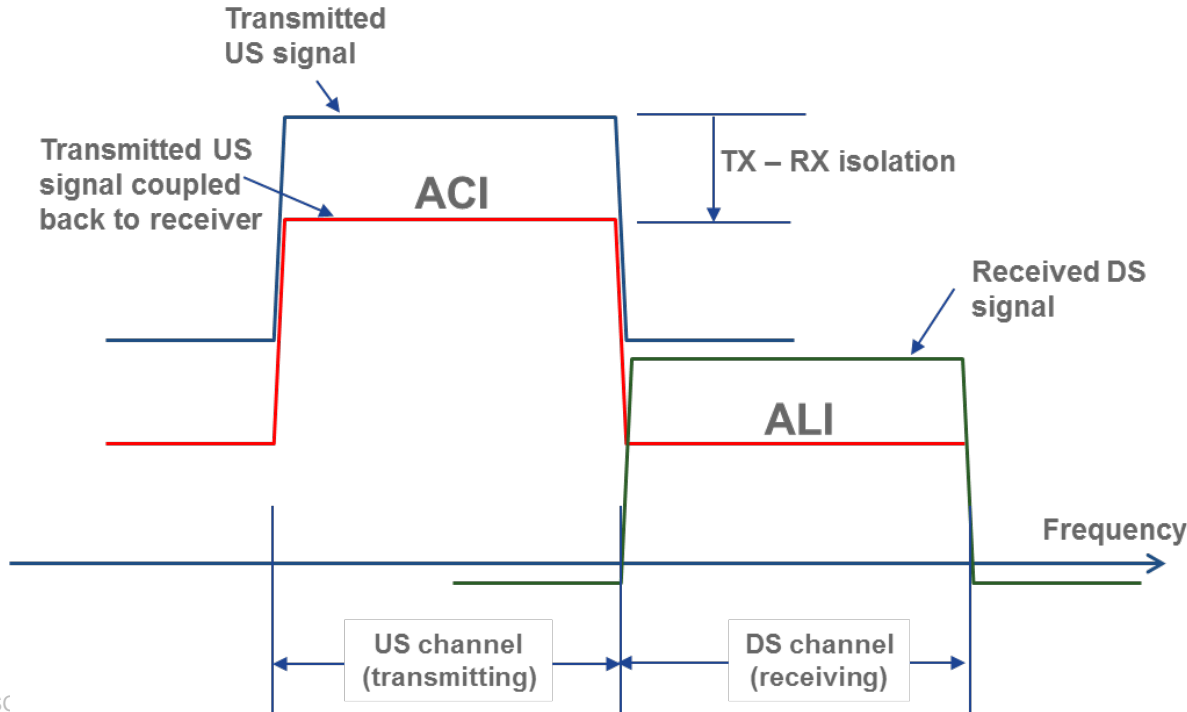 Transmitted
US signal
Transmitted US
signal coupled
back to receiver
ACI
TX – RX isolation
Received DS
signal
ALI
Frequency
US channel
(transmitting)
DS channel
(receiving)